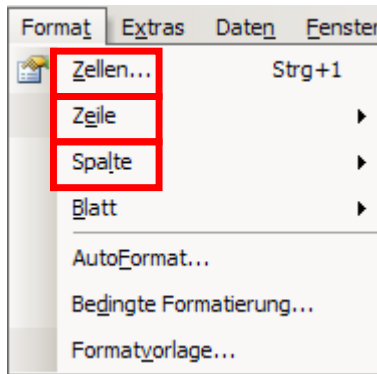 Format Extras Daten Fenster
Zellen... Strg+1
Zeile
Spalte
Blatt
AutoFormat...
Bedingte Formatierung...
Formatvorlage...